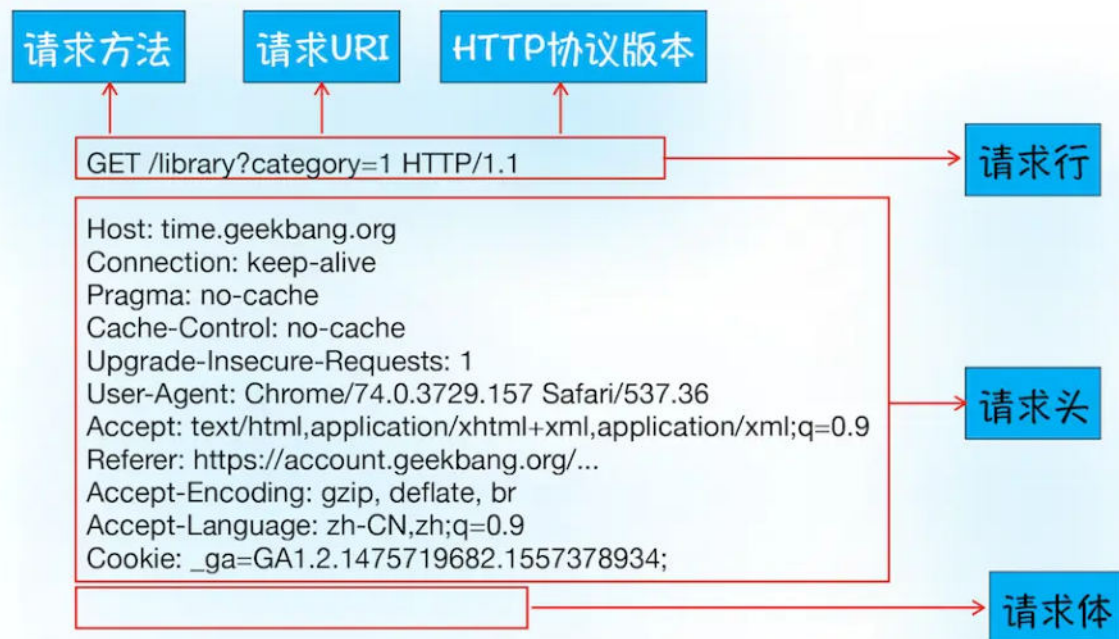 请求方法 请求URI HTTP协议版本
GET /library?category=1 HTTP/1.1
请求行
Host: time.geekbang.org
Connection: keep-alive
Pragma: no-cache
Cache-Control: no-cache
Upgrade-Insecure-Requests: 1
User-Agent: Chrome/74.0.3729.157 Safari/537.36
Accept: text/html,application/xhtml+xml,application/xml;q=0.9
Referer: https://account.geekbang.org/...
Accept-Encoding: gzip, deflate, br
Accept-Language: zh-CN,zh;q=0.9
Cookie: _ga=GA1.2.1475719682.1557378934;
请求头
请求体